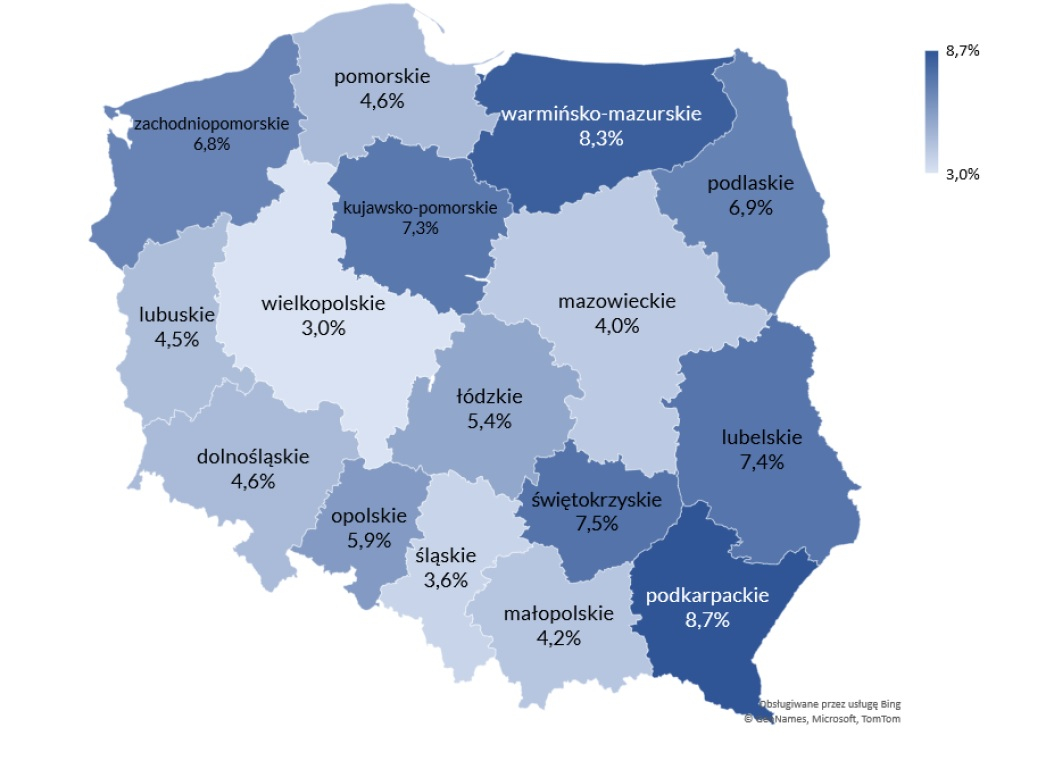 8,7%
pomorskie
4,6%
warmińsko-mazurskie
8,3%
zachodniopomorskie
6,8%
3,0%
podlaskie
6,9%
kujawsko-pomorskie
7,3%
wielkopolskie
3,0%
mazowieckie
4,0%
lubuskie
4,5%
łódzkie
5,4%
lubelskie
7,4%
dolnośląskie
4,6%
świętokrzyskie
7,5%
opolskie
5,9%
śląskie
3,6%
podkarpackie
8,7%
małopolskie
4,2%
Obsługiwane przez usługę Bing
© GeoNames, Microsoft, TomTom